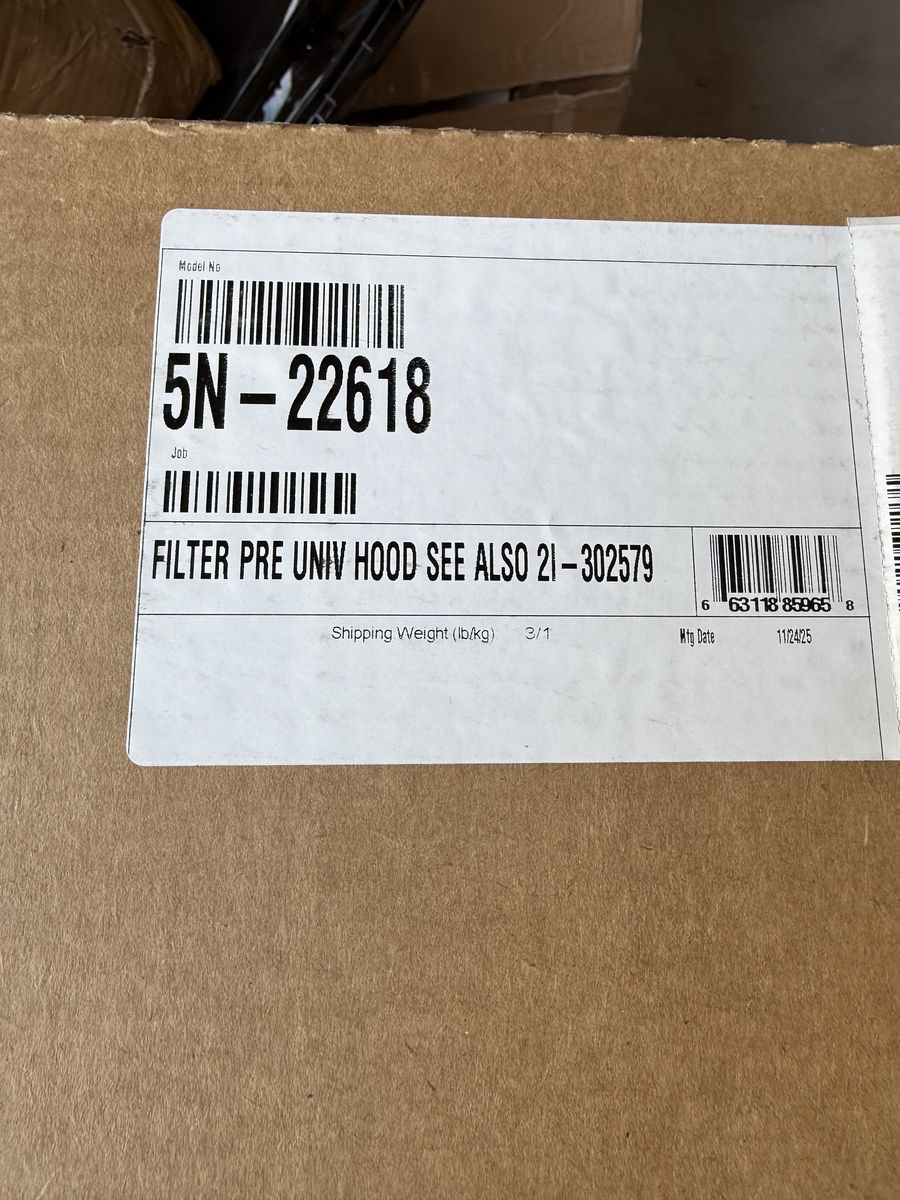 Model No
5N-22618
Job
FILTER PRE UNIV HOOD SEE ALSO 2I-302579
6 63118 85965 8
Shipping Weight (lb/kg) 3/1
Mfg Date 11/24/25